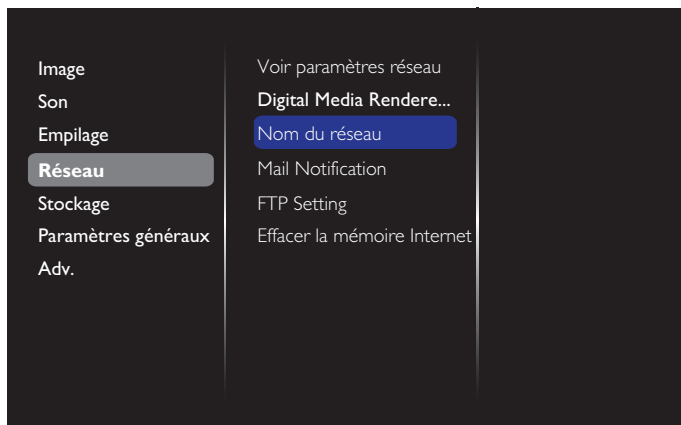 Image
Son
Empilage
Réseau
Stockage
Paramètres généraux
Adv.
Voir paramètres réseau
Digital Media Rendere...
Nom du réseau
Mail Notification
FTP Setting
Effacer la mémoire Internet